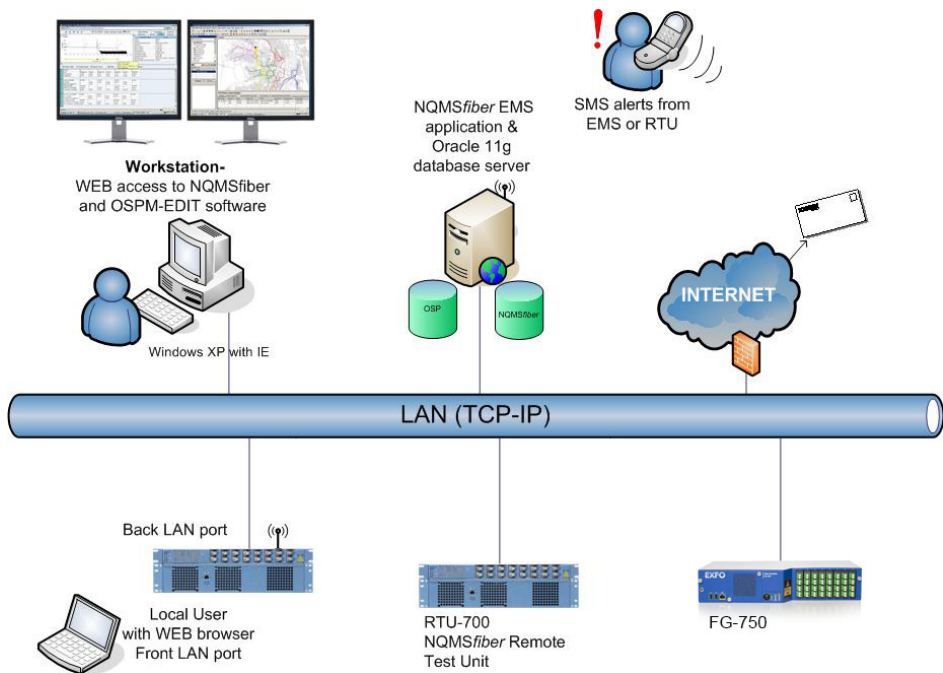 SMS alerts from
EMS or RTU
NQMSfiber EMS
application &
Oracle 11g
database server
Workstation-
WEB access to NQMSfiber
and OSPM-EDIT software
Windows XP with IE
OSP
NQMSfiber
INTERNET
LAN (TCP-IP)
Back LAN port
Local User
with WEB browser
Front LAN port
RTU-700
NQMSfiber Remote
Test Unit
EXFO
FG-750